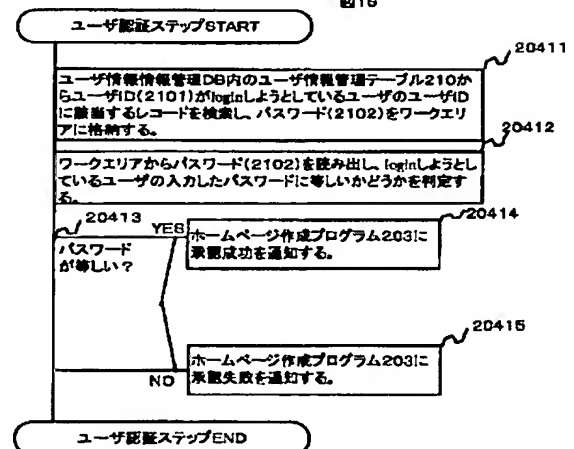 図16
ユーザ認証ステップSTART
20411
ユーザ情報情報管理DB内のユーザ情報管理テーブル210か
らユーザID(2101)がloginしようとしているユーザのユーザID
に該当するレコードを検索し、パスワード(2102)をワークエリ
アに格納する。
20412
ワークエリアからパスワード(2102)を読み出し、loginしようとし
ているユーザの入力したパスワードに等しいかどうかを判定す
る。
20413
YES
20414
パスワード
が等しい?
ホームページ作成プログラム203に
承認成功を通知する。
20415
NO
ホームページ作成プログラム203に
承認失敗を通知する。
ユーザ認証ステップEND